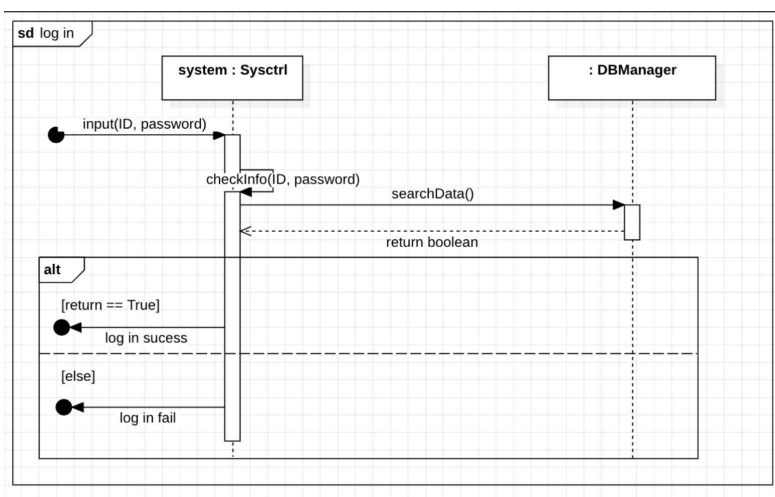 sd log in
system : Sysctrl
: DBManager
input(ID, password)
checkInfo(ID, password)
searchData()
return boolean
alt
[return == True]
log in sucess
[else]
log in fail